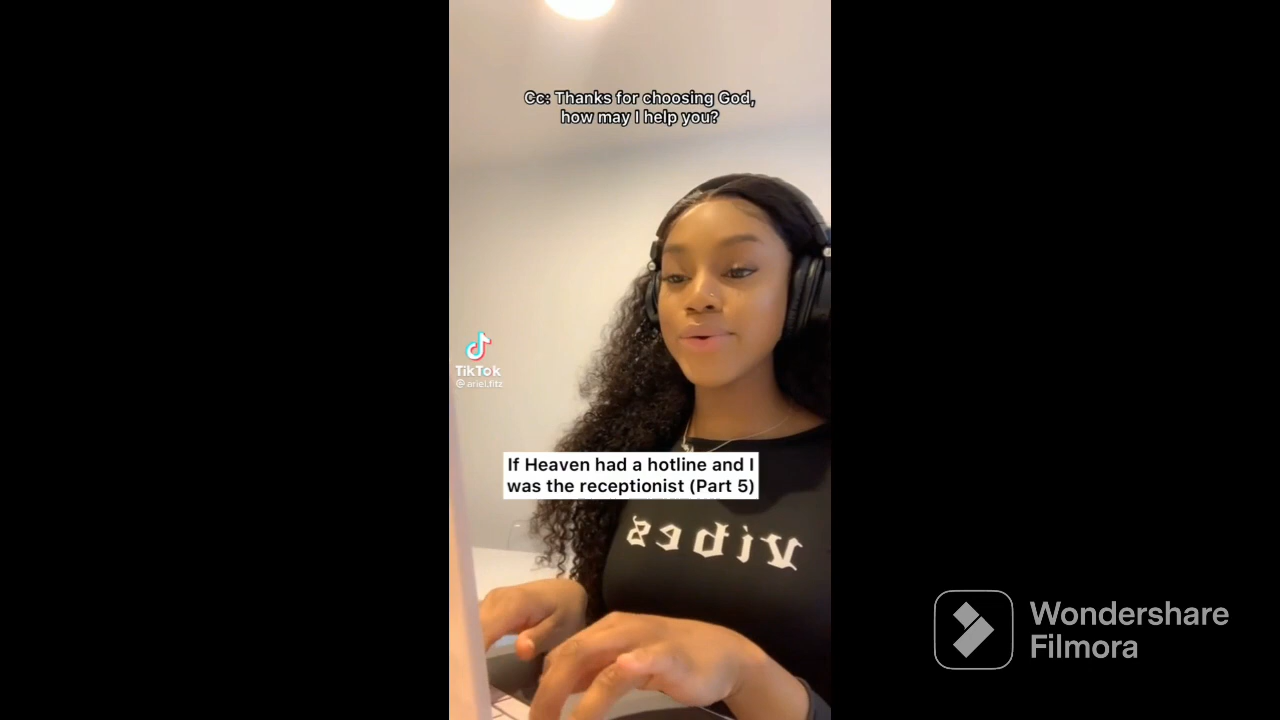 Cc: Thanks for choosing God,
how may I help you?
TikTok
@ariel.fitz
If Heaven had a hotline and I
was the receptionist (Part 5)
vibes
Wondershare
Filmora